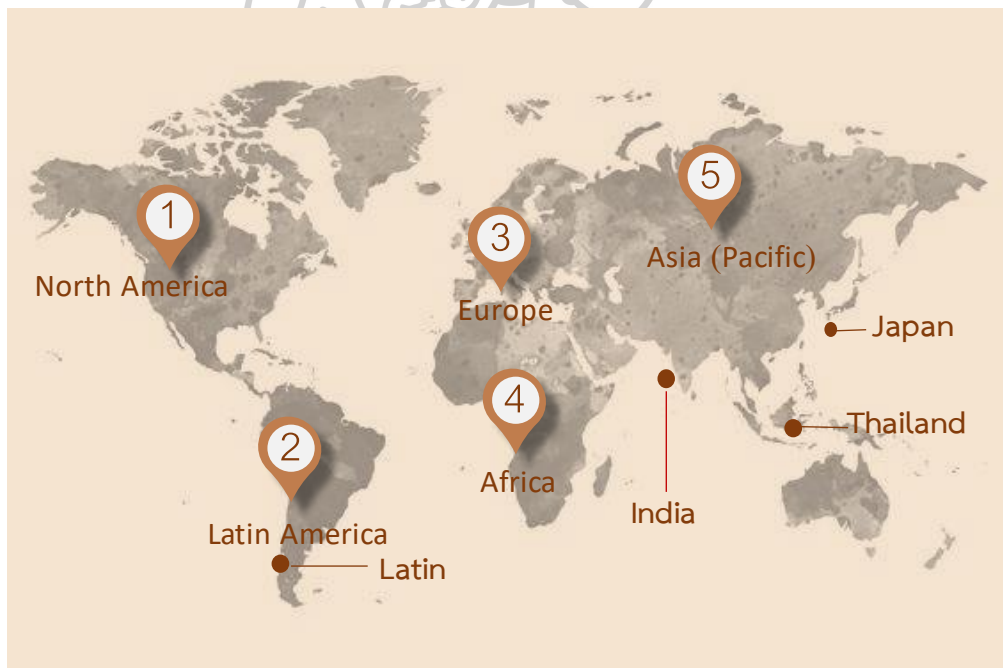 1
North America
2
Latin America
Latin
3
Europe
4
Africa
5
Asia (Pacific)
Japan
Thailand
India